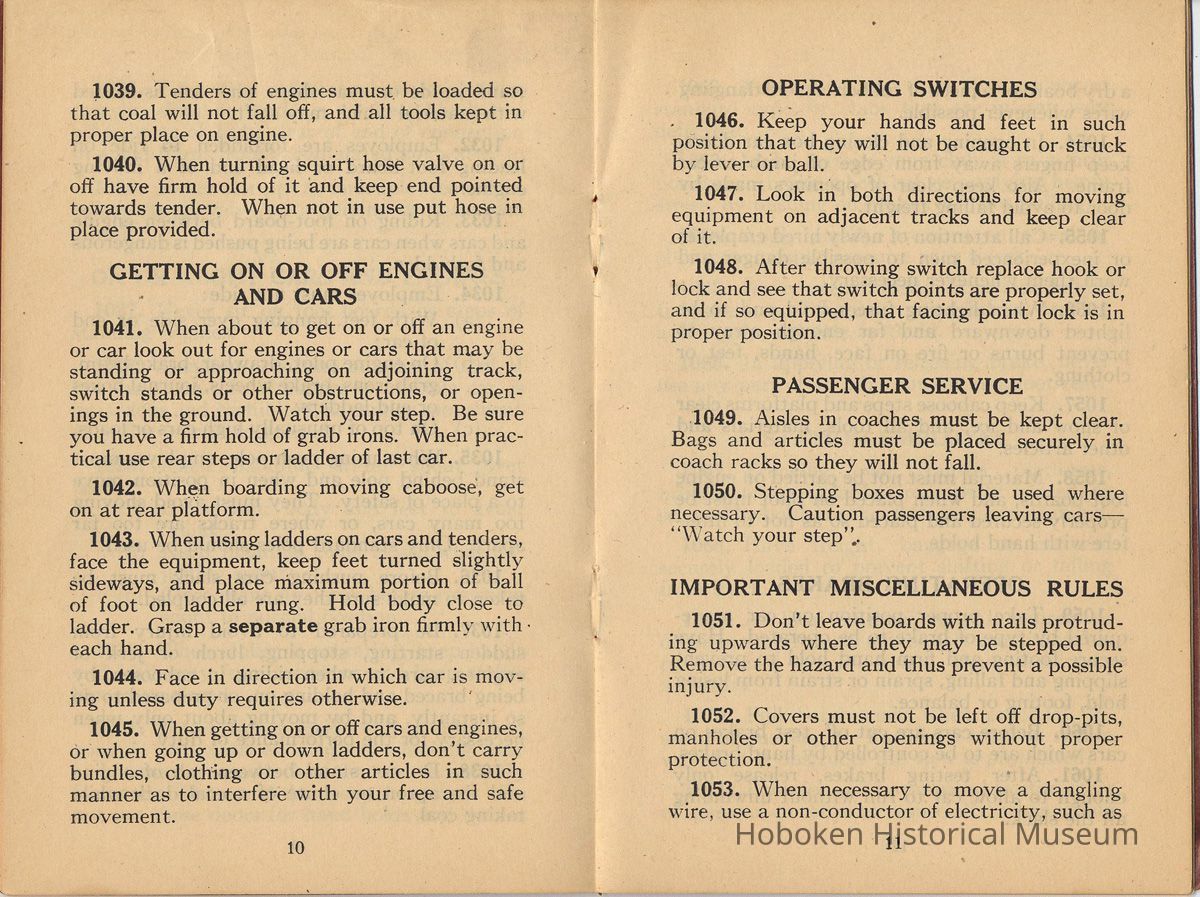 1039. Tenders of engines must be loaded so
that coal will not fall off, and all tools kept in
proper place on engine.
1040. When turning squirt hose valve on or
off have firm hold of it and keep end pointed
towards tender. When not in use put hose in
place provided.
GETTING ON OR OFF ENGINES
AND CARS
1041. When about to get on or off an engine
or car look out for engines or cars that may be
standing or approaching on adjoining track,
switch stands or other obstructions, or open-
ings in the ground. Watch your step. Be sure
you have a firm hold of grab irons. When prac-
tical use rear steps or ladder of last car.
1042. When boarding moving caboose, get
on at rear platform.
1043. When using ladders on cars and tenders,
face the equipment, keep feet turned slightly
sideways, and place maximum portion of ball
of foot on ladder rung. Hold body close to
ladder. Grasp a separate grab iron firmly with
each hand.
1044. Face in direction in which car is mov-
ing unless duty requires otherwise.
1045. When getting on or off cars and engines,
or when going up or down ladders, don't carry
bundles, clothing or other articles in such
manner as to interfere with your free and safe
movement.
10
OPERATING SWITCHES
1046. Keep your hands and feet in such
position that they will not be caught or struck
by lever or ball.
1047. Look in both directions for moving
equipment on adjacent tracks and keep clear
of it.
1048. After throwing switch replace hook or
lock and see that switch points are properly set,
and if so equipped, that facing point lock is in
proper position.
PASSENGER SERVICE
1049. Aisles in coaches must be kept clear.
Bags and articles must be placed securely in
coach racks so they will not fall.
1050. Stepping boxes must be used where
necessary. Caution passengers leaving cars—
"Watch your step".
IMPORTANT MISCELLANEOUS RULES
1051. Don't leave boards with nails protrud-
ing upwards where they may be stepped on.
Remove the hazard and thus prevent a possible
injury.
1052. Covers must not be left off drop-pits,
manholes or other openings without proper
protection.
1053. When necessary to move a dangling
wire, use a non-conductor of electricity, such as
11
Hoboken Historical Museum